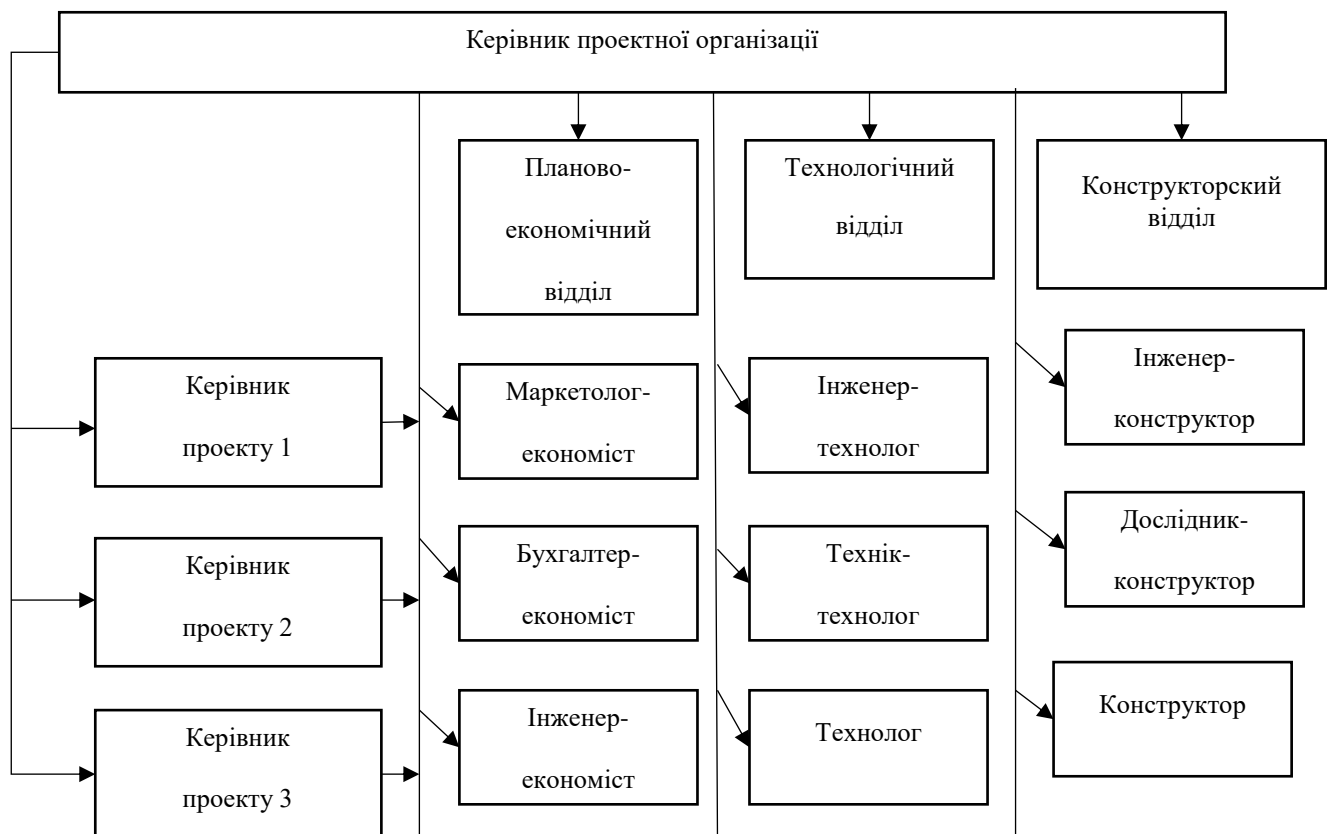 Керівник проектної організації
Планово-
економічний
відділ
Технологічний
відділ
Конструкторский
відділ
Керівник
проекту 1
Маркетолог-
економіст
Інженер-
технолог
Інженер-
конструктор
Керівник
проекту 2
Бухгалтер-
економіст
Технік-
технолог
Дослідник-
конструктор
Керівник
проекту 3
Інженер-
економіст
Технолог
Конструктор